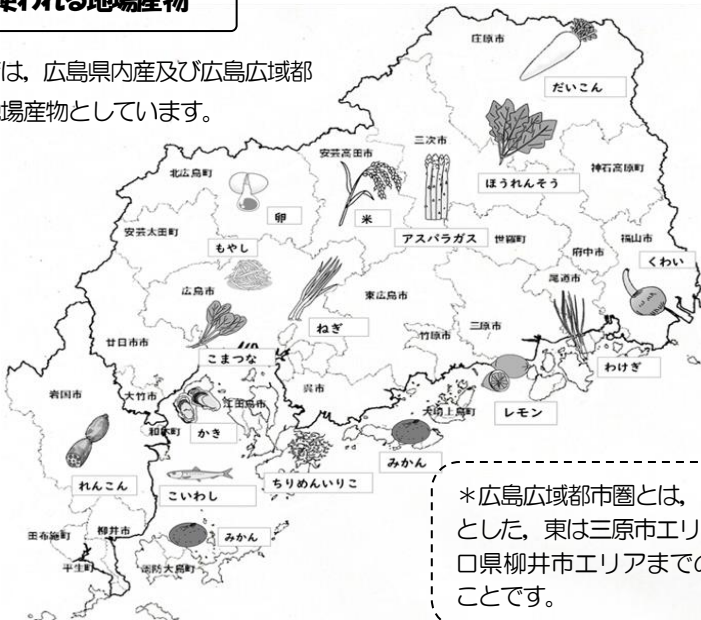 われる地場産物
は，広島県内産及び広島広域都
場産物としています。
庄原市
だいこん
三次市
安芸高田市
ほうれんそう
神石高原町
北広島町
卵
米
アスパラガス
世羅町
福山市
府中市
くわい
安芸太田町
もやし
尾道市
広島市
東広島市
ねぎ
竹原市
三原市
廿日市市
こまつな
わけぎ
岩国市
大竹市
江田島市
呉市
大崎上島町
レモン
和木町
かき
みかん
れんこん
こいわし
ちりめんいりこ
田布施町
柳井市
みかん
平生町
周防大島町
＊広島広域都市圏とは，
とした，東は三原市エリ
口県柳井市エリアまでの
ことです。